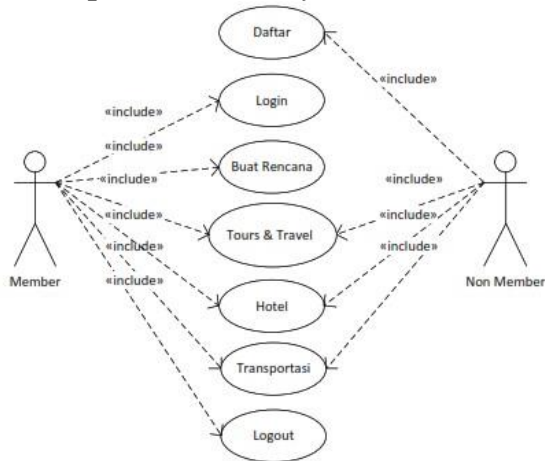 Daftar
«include»
Login
«include»
«include»
Buat Rencana
«include»
«include»
«include»
Tours & Travel
«include»
«include»
Member
Non Member
«include»
Hotel
«include»
Transportasi
Logout